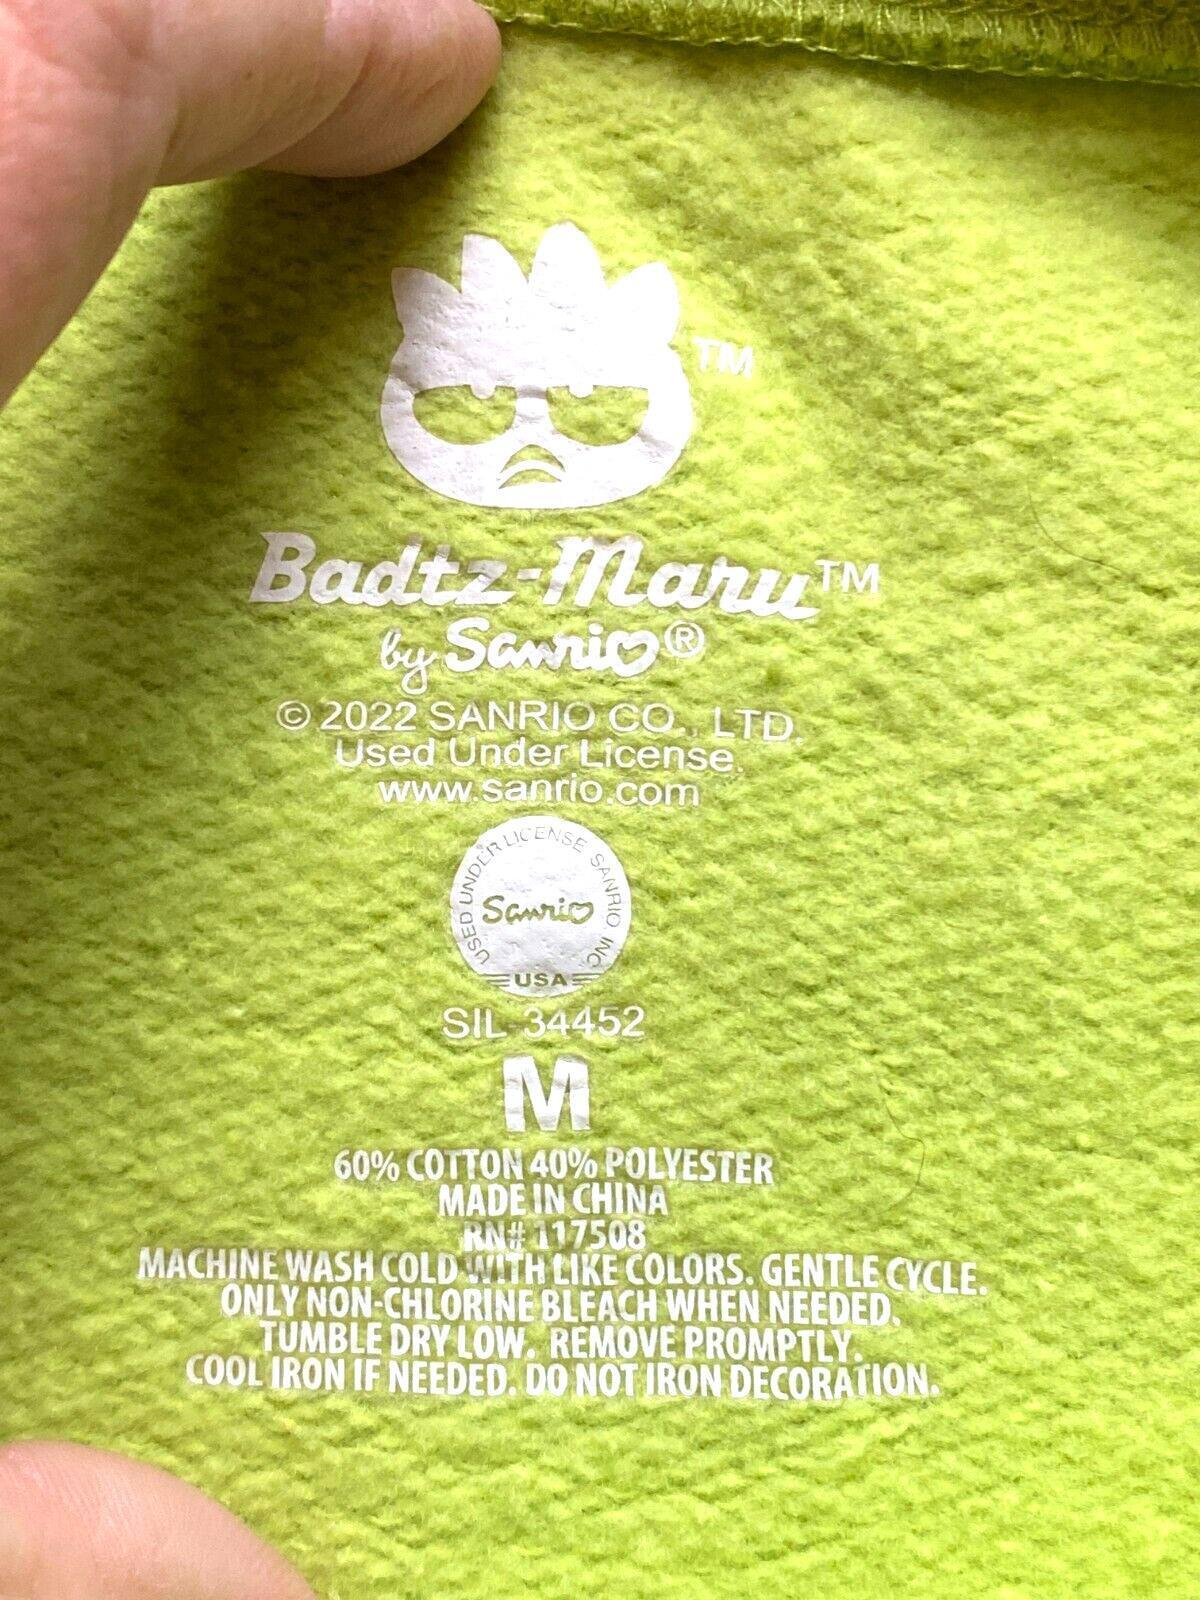 TM
Badtz-Maru™
by Sanrio®
© 2022 SANRIO CO., LTD.
Used Under License.
www.sanrio.com
USED UNDER LICENSE SANRIO, INC.
Sanrio
USA
SIL 34452
M
60% COTTON 40% POLYESTER
MADE IN CHINA
RN# 117508
MACHINE WASH COLD WITH LIKE COLORS. GENTLE CYCLE.
ONLY NON-CHLORINE BLEACH WHEN NEEDED.
TUMBLE DRY LOW. REMOVE PROMPTLY.
COOL IRON IF NEEDED. DO NOT IRON DECORATION.